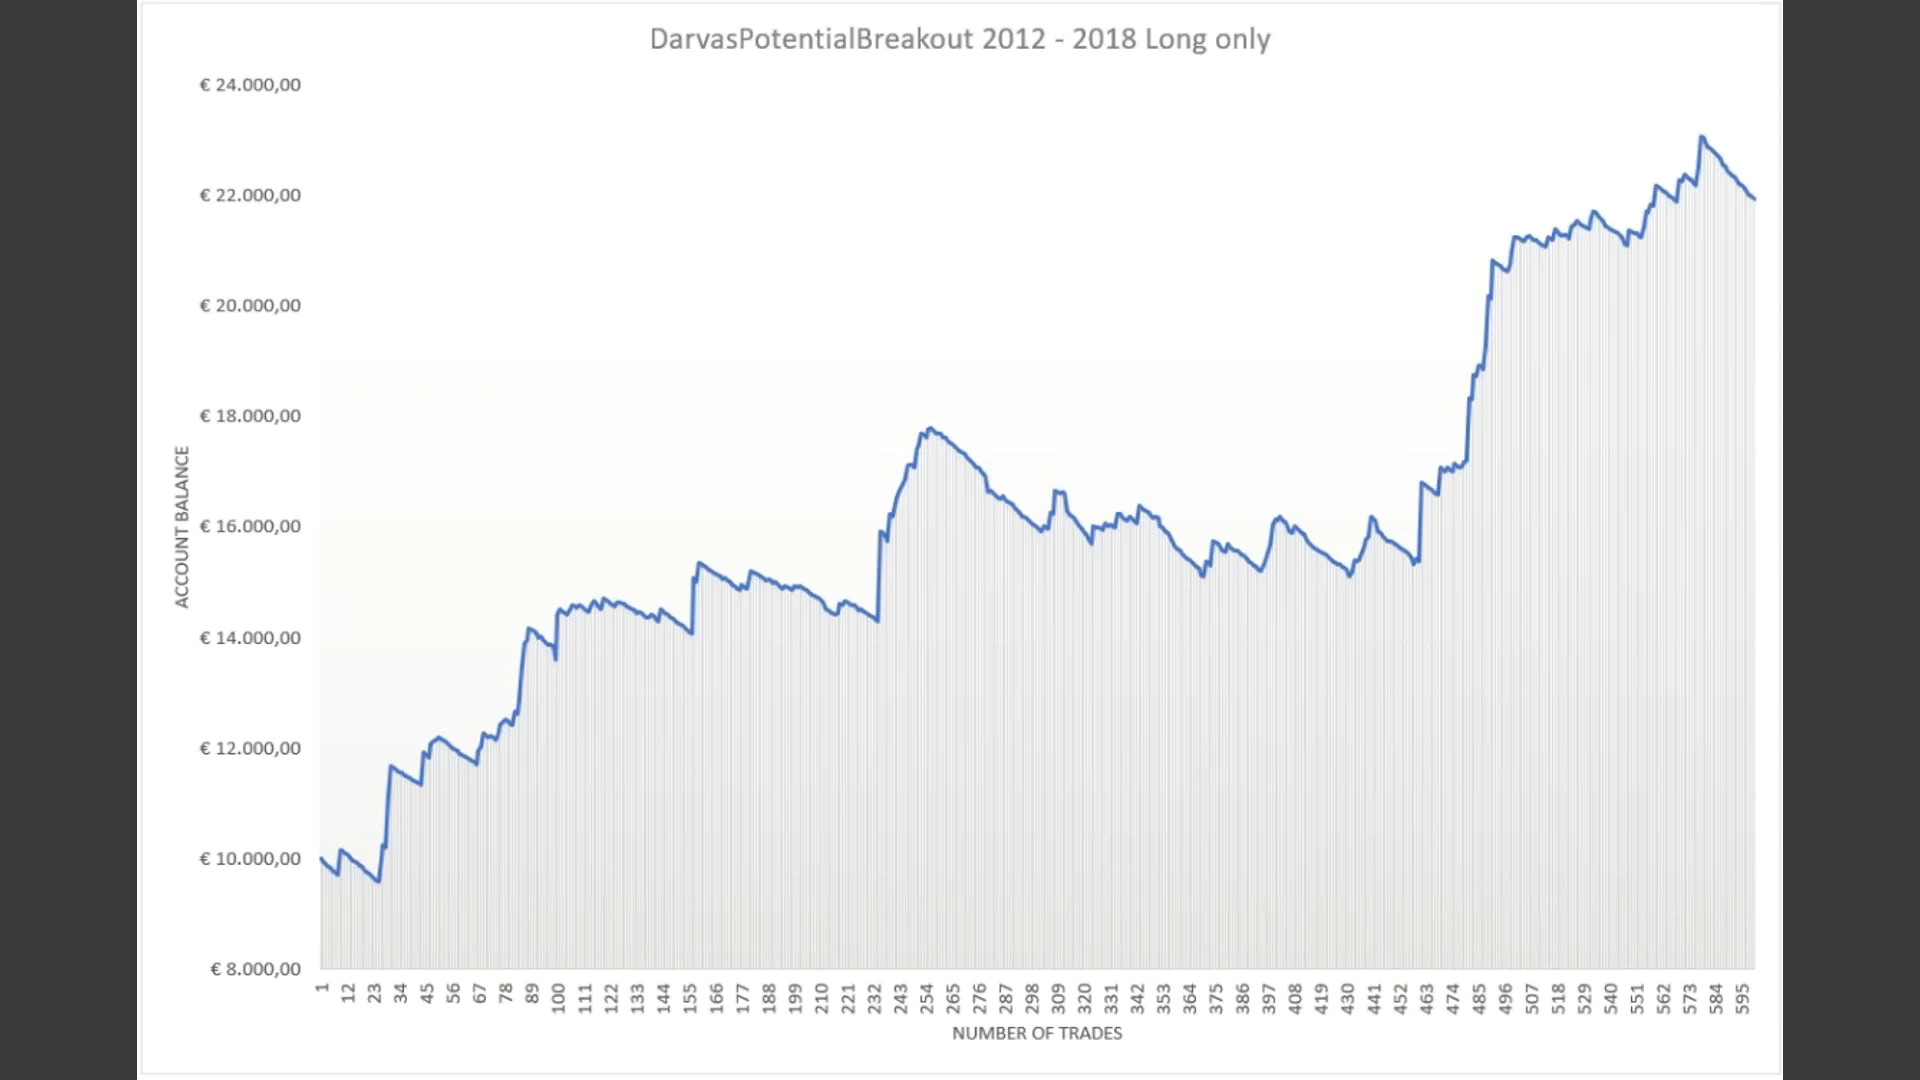 DarvasPotentialBreakout 2012 - 2018 Long only
€ 24.000,00
€ 22.000,00
€ 20.000,00
€ 18.000,00
€ 16.000,00
€ 14.000,00
€ 12.000,00
€ 10.000,00
€ 8.000,00
ACCOUNT BALANCE
1 12 23 34 45 56 67 78 89 100 111 122 133 144 155 166 177 188 199 210 221 232 243 254 265 276 287 298 309 320 331 342 353 364 375 386 397 408 419 430 441 452 463 474 485 496 507 518 529 540 551 562 573 584 595
NUMBER OF TRADES